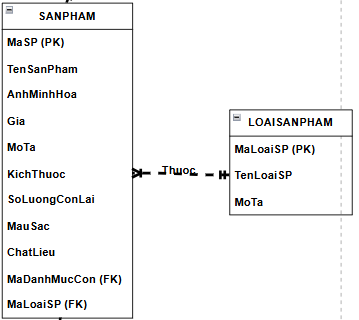 SANPHAM
MaSP (PK)
TenSanPham
AnhMinhHoa
Gia
MoTa
KichThuoc
SoLuongConLai
MauSac
ChatLieu
MaDanhMucCon (FK)
MaLoaiSP (FK)
Thuoc
LOAISANPHAM
MaLoaiSP (PK)
TenLoaiSP
MoTa